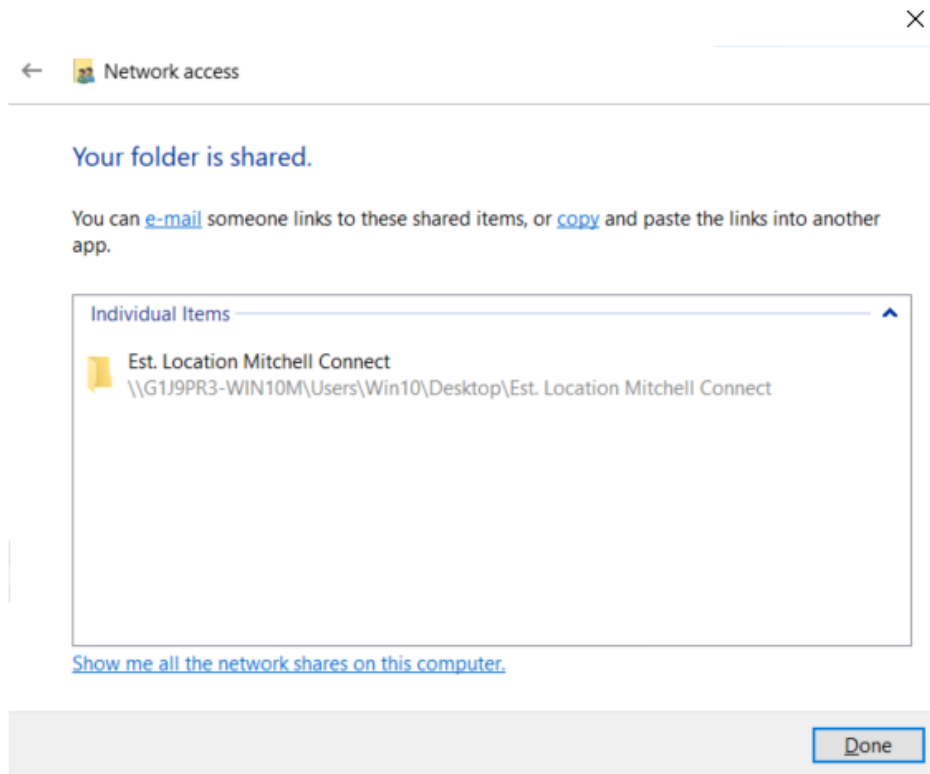 Network access
Your folder is shared.
You can e-mail someone links to these shared items, or copy and paste the links into another
app.
Individual Items
Est. Location Mitchell Connect
\\G1J9PR3-WIN10M\Users\Win10\Desktop\Est. Location Mitchell Connect
Show me all the network shares on this computer.
Done